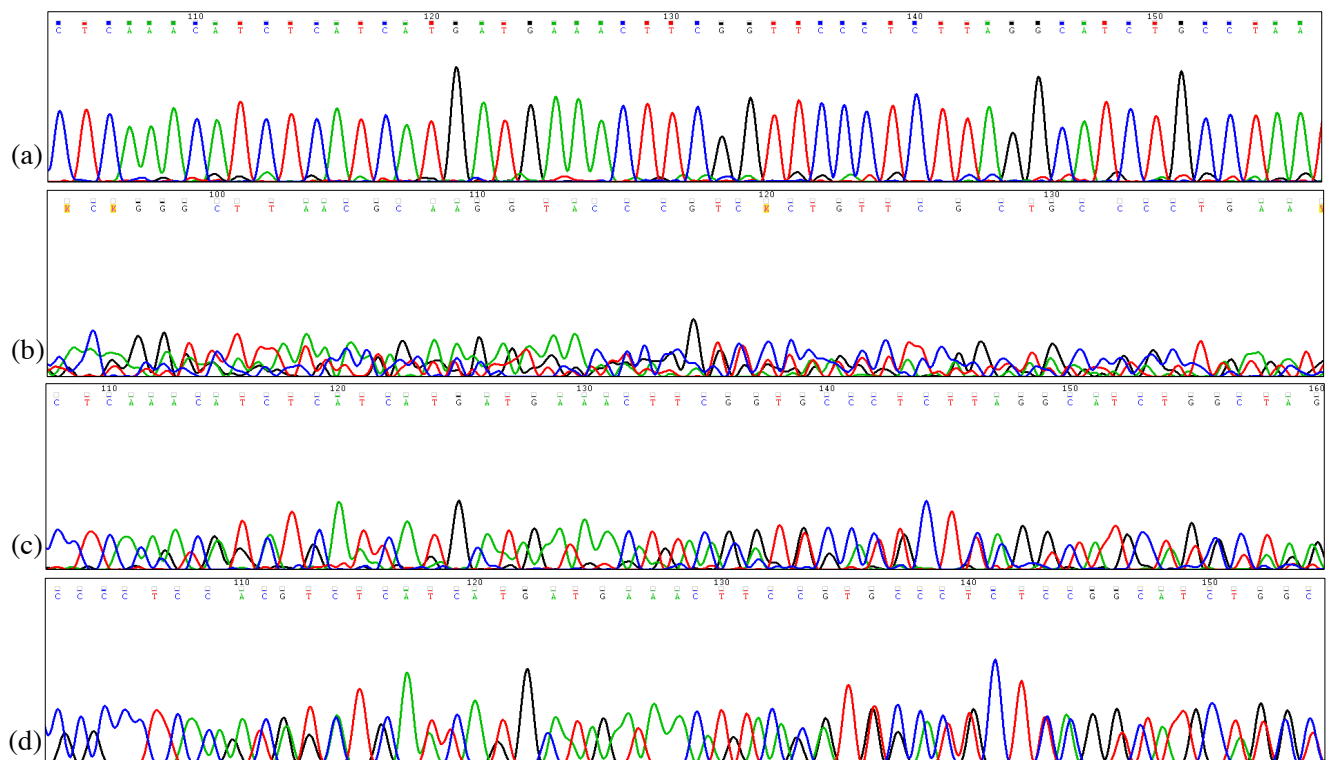 110 120 130 140 150
C T C A A A C A T C T C A T C A T G A T G A A A C T T C G G T T C C C T C T T A G G C A T C T G C C T A A
(a)
100 110 120 130
K C K G G G C T T A A C G C A A G G T A C C C G T C K C T G T T C G C T G C C C T G A A
(b)
110 120 130 140 150 160
C T C A A A C A T C T C A T C A T G A T G A A A C T T C G G T G C C C T C T T A G G C A T C T G G C T A G
(c)
110 120 130 140 150
C C C C T C C A C G T C T C A T C A T G A T G A A A C T T C C G T G C C C T C T C C G G C A T C T G G C
(d)